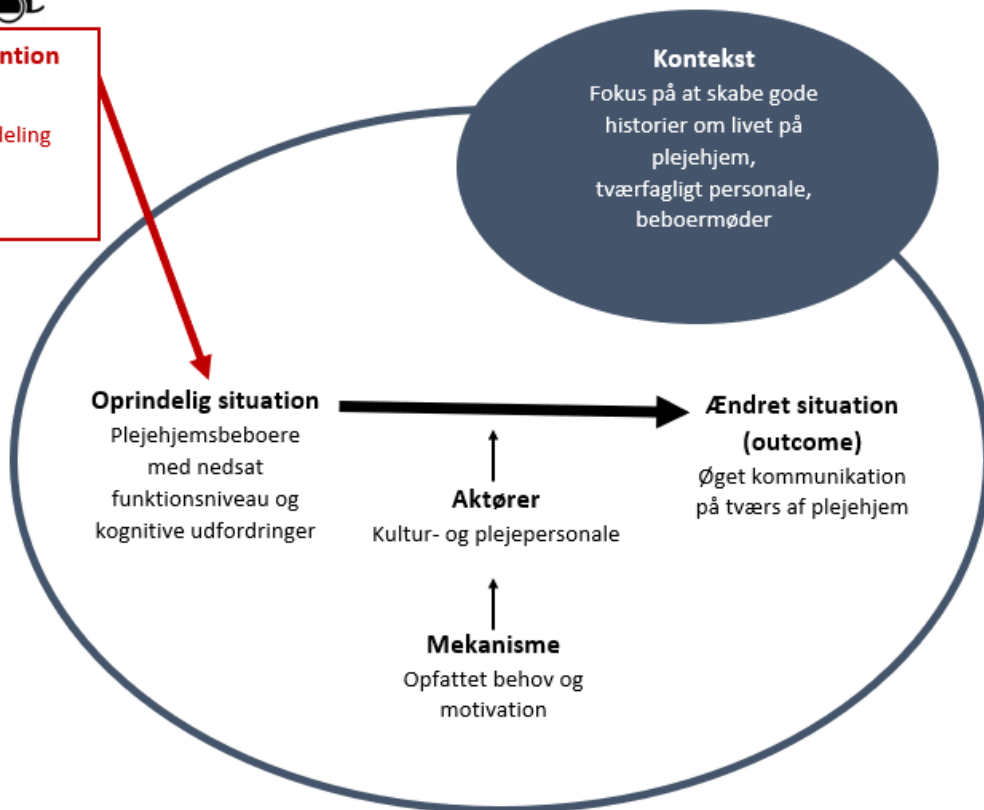 ntion
deling
Kontekst
Fokus på at skabe gode
historier om livet på
plejehjem,
tværfagligt personale,
beboermøder
Oprindelig situation
Plejehjemsbeboere
med nedsat
funktionsniveau og
kognitive udfordringer
Aktører
Kultur- og plejepersonale
Mekanisme
Opfattet behov og
motivation
Ændret situation
(outcome)
Øget kommunikation
på tværs af plejehjem